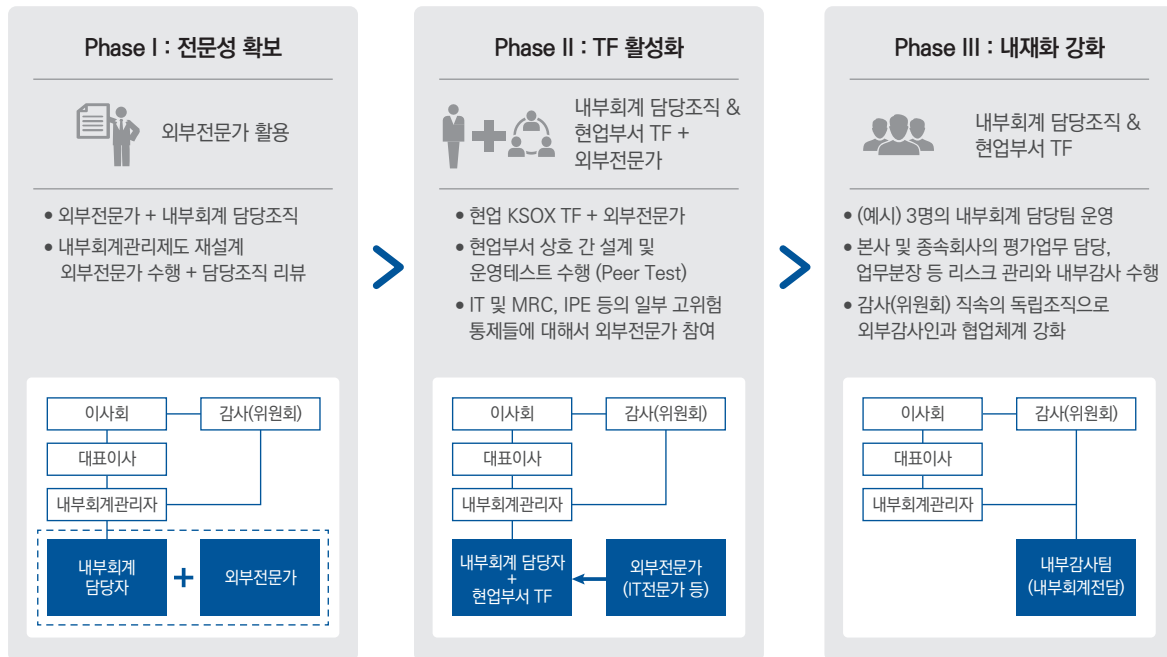 Phase I : 전문성 확보
외부전문가 활용
• 외부전문가 + 내부회계 담당조직
• 내부회계관리제도 재설계
외부전문가 수행 + 담당조직 리뷰
이사회
감사(위원회)
대표이사
내부회계관리자
내부회계
담당자
+
외부전문가
Phase II : TF 활성화
내부회계 담당조직 &
현업부서 TF +
외부전문가
• 현업 KSOX TF + 외부전문가
• 현업부서 상호 간 설계 및
운영테스트 수행 (Peer Test)
• IT 및 MRC, IPE 등의 일부 고위험
통제들에 대해서 외부전문가 참여
이사회
감사(위원회)
대표이사
내부회계관리자
내부회계 담당자
+
현업부서 TF
외부전문가
(IT전문가 등)
Phase III : 내재화 강화
내부회계 담당조직 &
현업부서 TF
• (예시) 3명의 내부회계 담당팀 운영
• 본사 및 종속회사의 평가업무 담당,
업무분장 등 리스크 관리와 내부감사 수행
• 감사(위원회) 직속의 독립조직으로
외부감사인과 협업체계 강화
이사회
감사(위원회)
대표이사
내부회계관리자
내부감사팀
(내부회계전담)